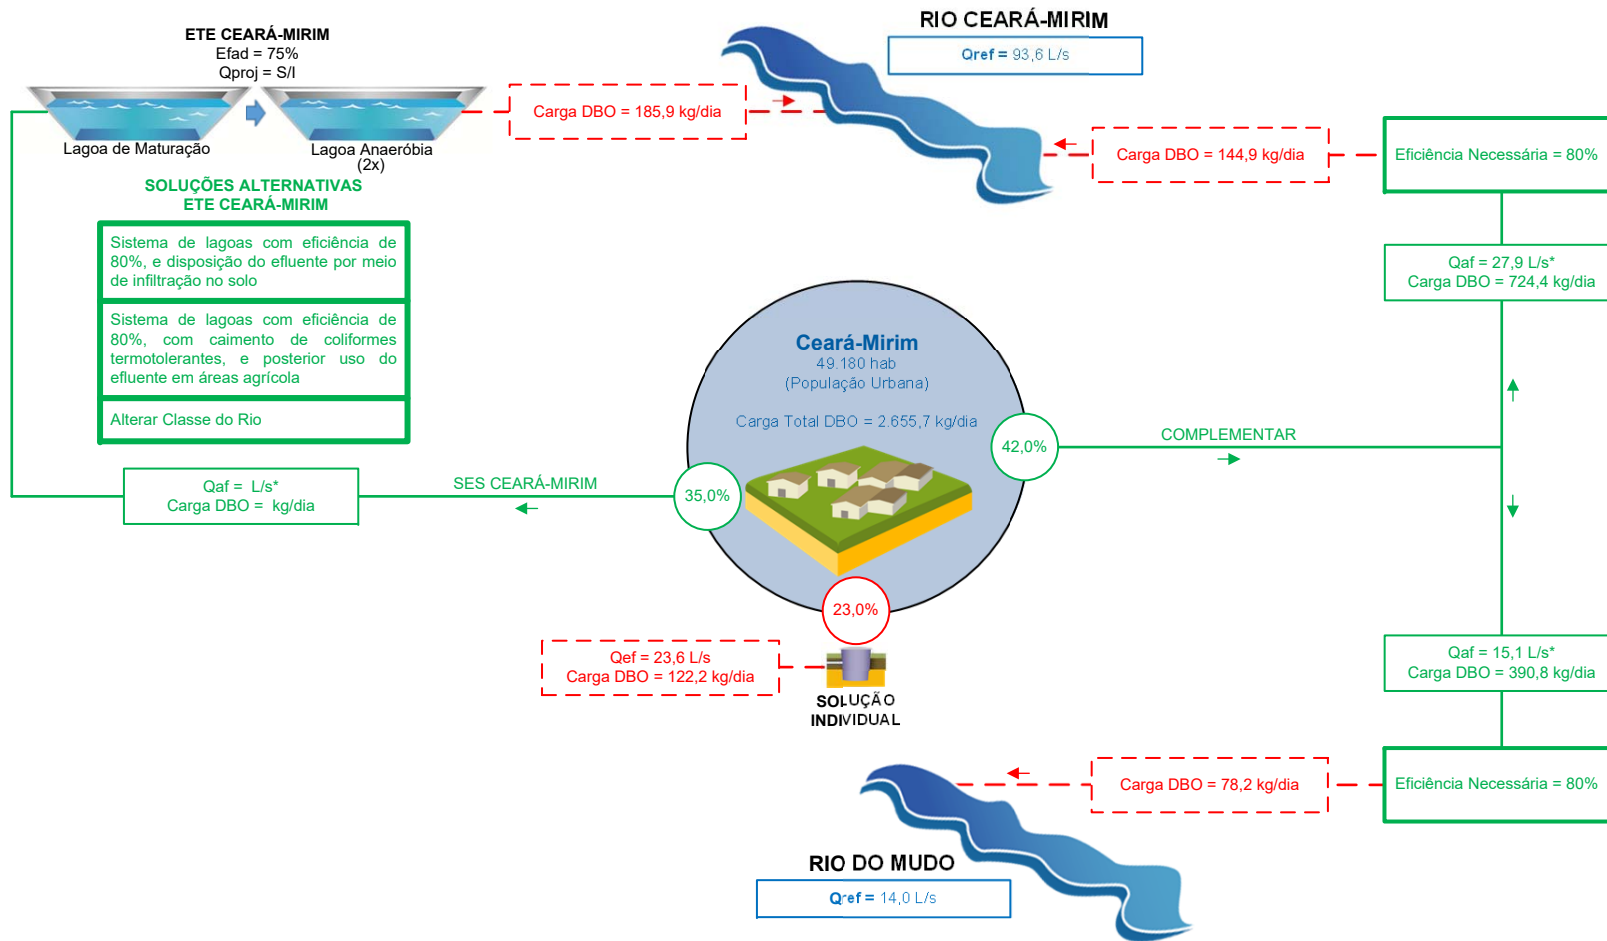 ETE CEARÁ-MIRIM
Efad = 75%
Qproj = S/I
Lagoa de Maturação
Lagoa Anaeróbia
(2x)
Carga DBO = 185,9 kg/dia
RIO CEARÁ-MIRIM
Qref = 93,6 L/s
Carga DBO = 144,9 kg/dia
Eficiência Necessária = 80%
SOLUÇÕES ALTERNATIVAS
ETE CEARÁ-MIRIM
Sistema de lagoas com eficiência de
80%, e disposição do efluente por meio
de infiltração no solo
Sistema de lagoas com eficiência de
80%, com caimento de coliformes
termotolerantes, e posterior uso do
efluente em áreas agrícola
Alterar Classe do Rio
Qaf = 27,9 L/s*
Carga DBO = 724,4 kg/dia
Ceará-Mirim
49.180 hab
(População Urbana)
Carga Total DBO = 2.655,7 kg/dia
42,0%
COMPLEMENTAR
35,0%
SES CEARÁ-MIRIM
Qaf = L/s*
Carga DBO = kg/dia
23,0%
Qef = 23,6 L/s
Carga DBO = 122,2 kg/dia
SOLUÇÃO
INDIVIDUAL
Qaf = 15,1 L/s*
Carga DBO = 390,8 kg/dia
Carga DBO = 78,2 kg/dia
Eficiência Necessária = 80%
RIO DO MUDO
Qref = 14,0 L/s